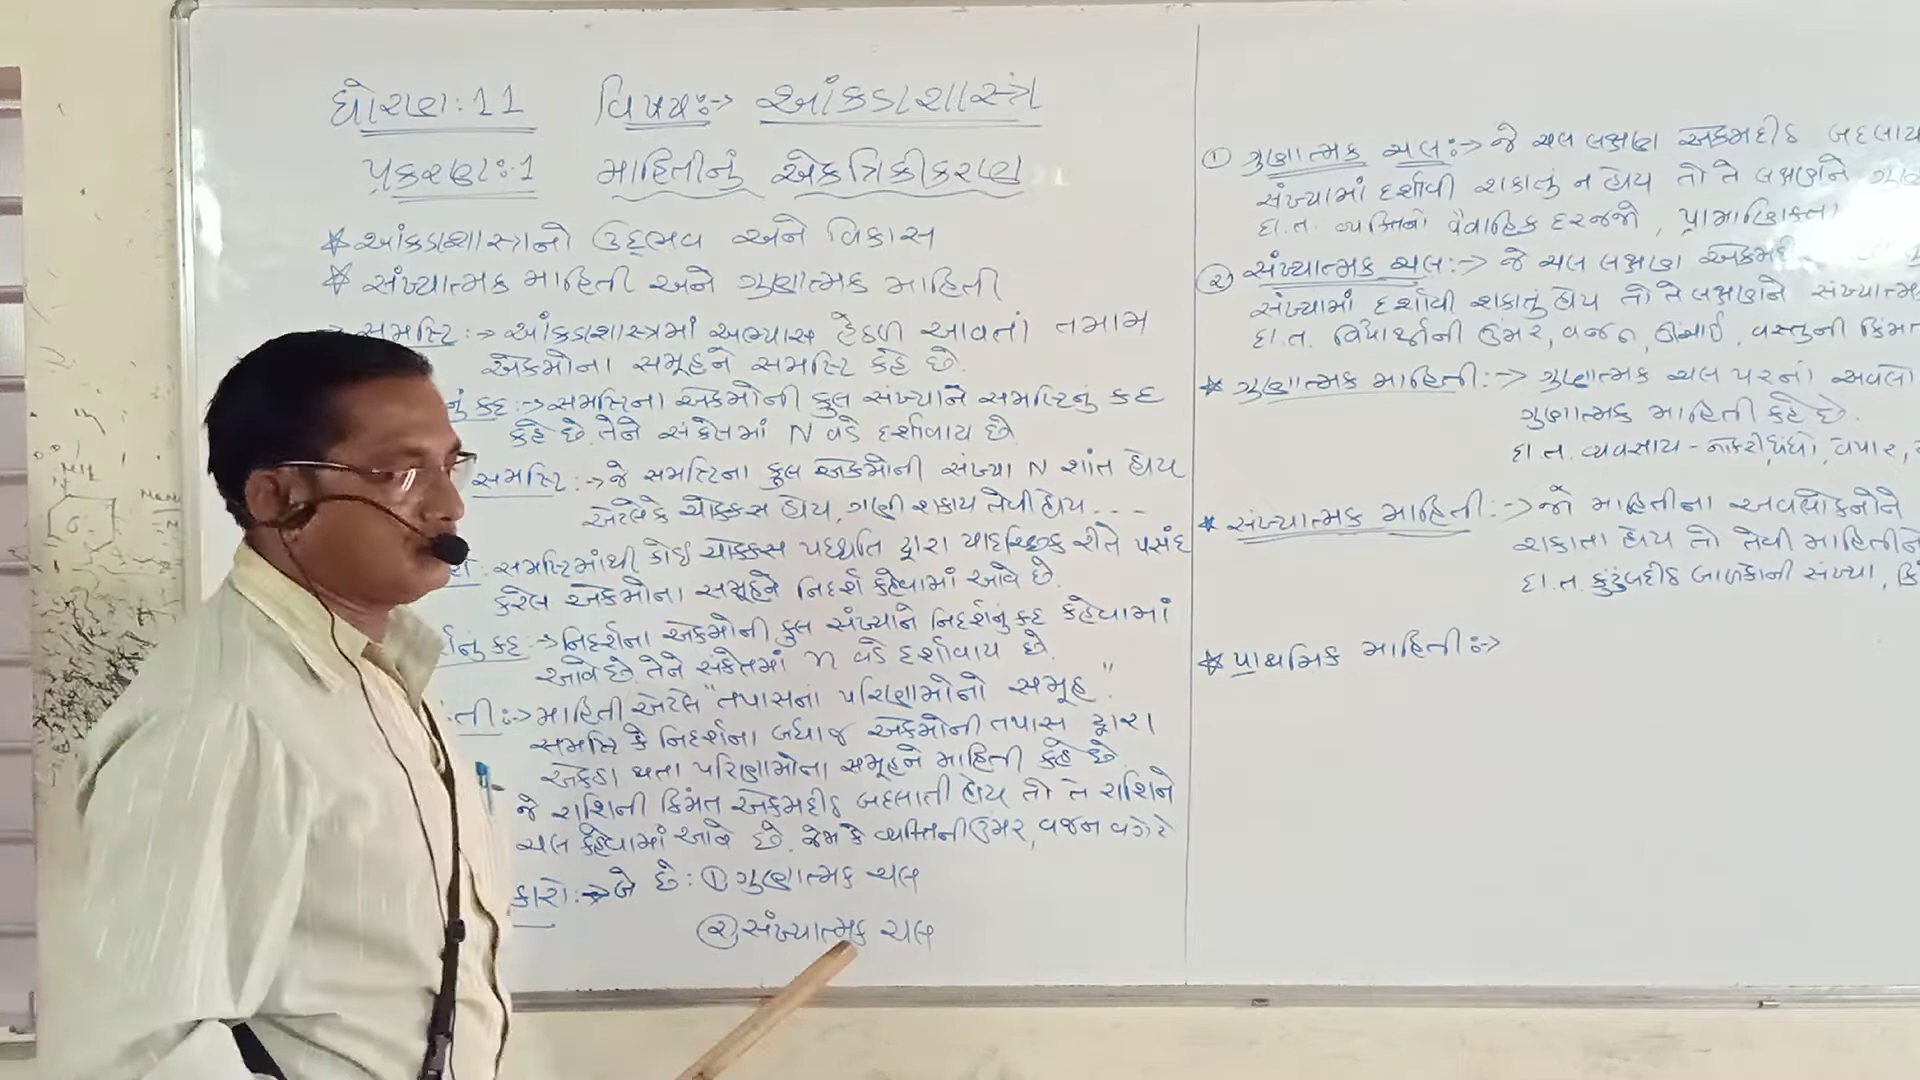 ધોરણ:11 વિષય:→ આંકડાશાસ્ત્ર
પ્રકરણ:1 માહિતીનું એકત્રિકીકરણ
* આંકડાશાસ્ત્રનો ઉદ્દભવ અને વિકાસ
* સંખ્યાત્મક માહિતી અને ગુણાત્મક માહિતી
સમષ્ટિ:→ આંકડાશાસ્ત્રમાં અભ્યાસ હેઠળ આવતાં તમામ
એકમોના સમૂહને સમષ્ટિ કહે છે.
નું કદ:→ સમષ્ટિના એકમોની કુલ સંખ્યાને સમષ્ટિનું કદ
કહે છે. તેને સંકેતમાં N વડે દર્શાવાય છે.
સમષ્ટિ:→ જે સમષ્ટિના કુલ એકમોની સંખ્યા N શાંત હોય
એટલેકે ચોક્કસ હોય, ગણી શકાય તેવી હોય...
સમષ્ટિમાંથી કોઇ ચોક્કસ પધ્ધતિ દ્વારા યાદચ્છિક રીતે પસંદ
કરેલ એકમોના સમૂહને નિદર્શ કહેવામાં આવે છે.
ર્શનું કદ:→ નિદર્શના એકમોની કુલ સંખ્યાને નિદર્શનું કદ કહેવામાં
આવે છે. તેને સંકેતમાં n વડે દર્શાવાય છે.
તી:→ માહિતી એટલે "તપાસનાં પરિણામોનો સમૂહ".
સમષ્ટિ કે નિદર્શના બધાજ એકમોની તપાસ દ્વારા
એકઠા થતા પરિણામોના સમૂહને માહિતી કહે છે.
જે રાશિની કિંમત એકમદીઠ બદલાતી હોય તો તે રાશિને
ચલ કહેવામાં આવે છે. જેમ કે વ્યક્તિની ઉંમર, વજન વગેરે
કારો:→ બે છે: ① ગુણાત્મક ચલ
② સંખ્યાત્મક ચલ
① ગુણાત્મક ચલ:→ જે ચલ લક્ષણ એકમદીઠ બદલાય
સંખ્યામાં દર્શાવી શકાતું ન હોય તો તે લક્ષણને
દા.ત. વ્યક્તિનો વૈવાહિક દરજજો, પ્રામાણિકતા
② સંખ્યાત્મક ચલ:→ જે ચલ લક્ષણ એકમદી
સંખ્યામાં દર્શાવી શકાતું હોય તો તે લક્ષણને સંખ્યાત્મ
દા.ત. વિદ્યાર્થીની ઉંમર, વજન, ઊંચાઈ, વસ્તુની કિંમત
* ગુણાત્મક માહિતી:→ ગુણાત્મક ચલ પરનાં અવલો
ગુણાત્મક માહિતી કહે છે.
દા.ત. વ્યવસાય - નોકરી, ધંધો, વેપાર,
* સંખ્યાત્મક માહિતી:→ જો માહિતીના અવલોકનોને
શકાતા હોય તો તેવી માહિતીને
દા.ત. કુટુંબદીઠ બાળકોની સંખ્યા, કિં
* પ્રાથમિક માહિતી:→